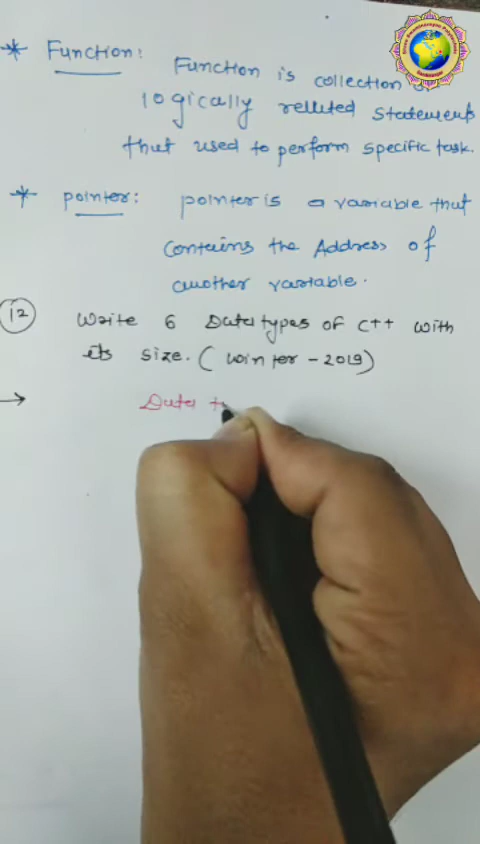 * Function: Function is collection
logically relluted statements
that used to perform specific task.
* pointer: pointer is a variable that
contains the Address of
another variable.
(12) Write 6 Data types of C++ with
its size. (winter - 2019)
→ Data t